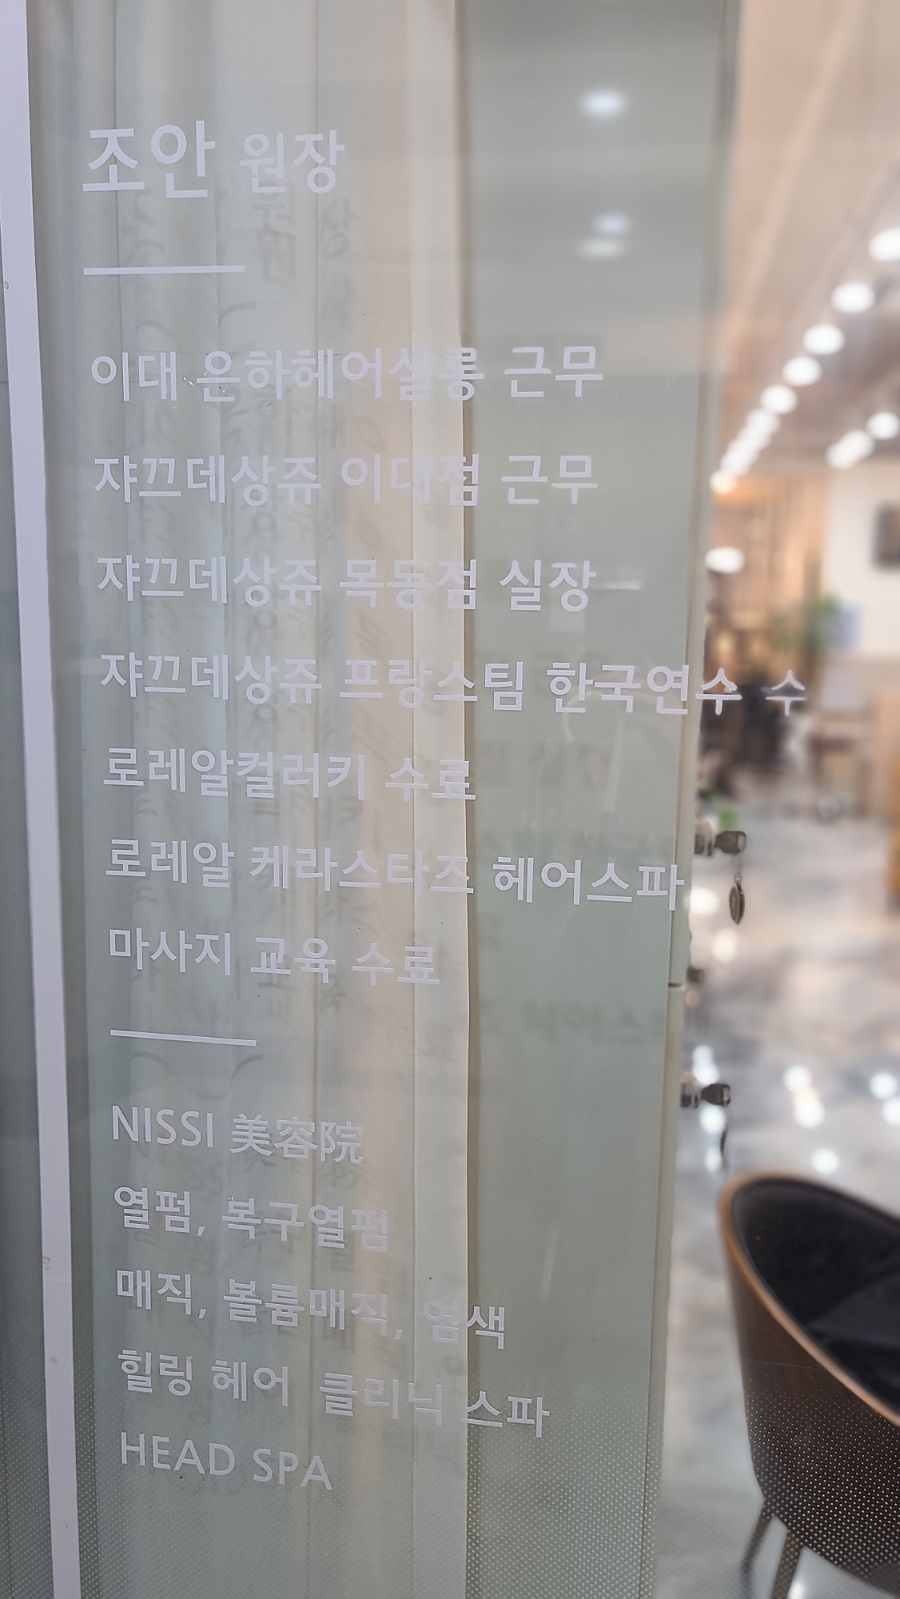 조안 원장
이대 은하헤어살롱 근무
쟈끄데상쥬 이대점 근무
쟈끄데상쥬 목동점 실장
쟈끄데상쥬 프랑스팀 한국연수 수
로레알컬러키 수료
로레알 케라스타즈 헤어스파
마사지 교육 수료
NISSI 美容院
열펌, 복구열펌
매직, 볼륨매직, 염색
힐링 헤어 클리닉 스파
HEAD SPA